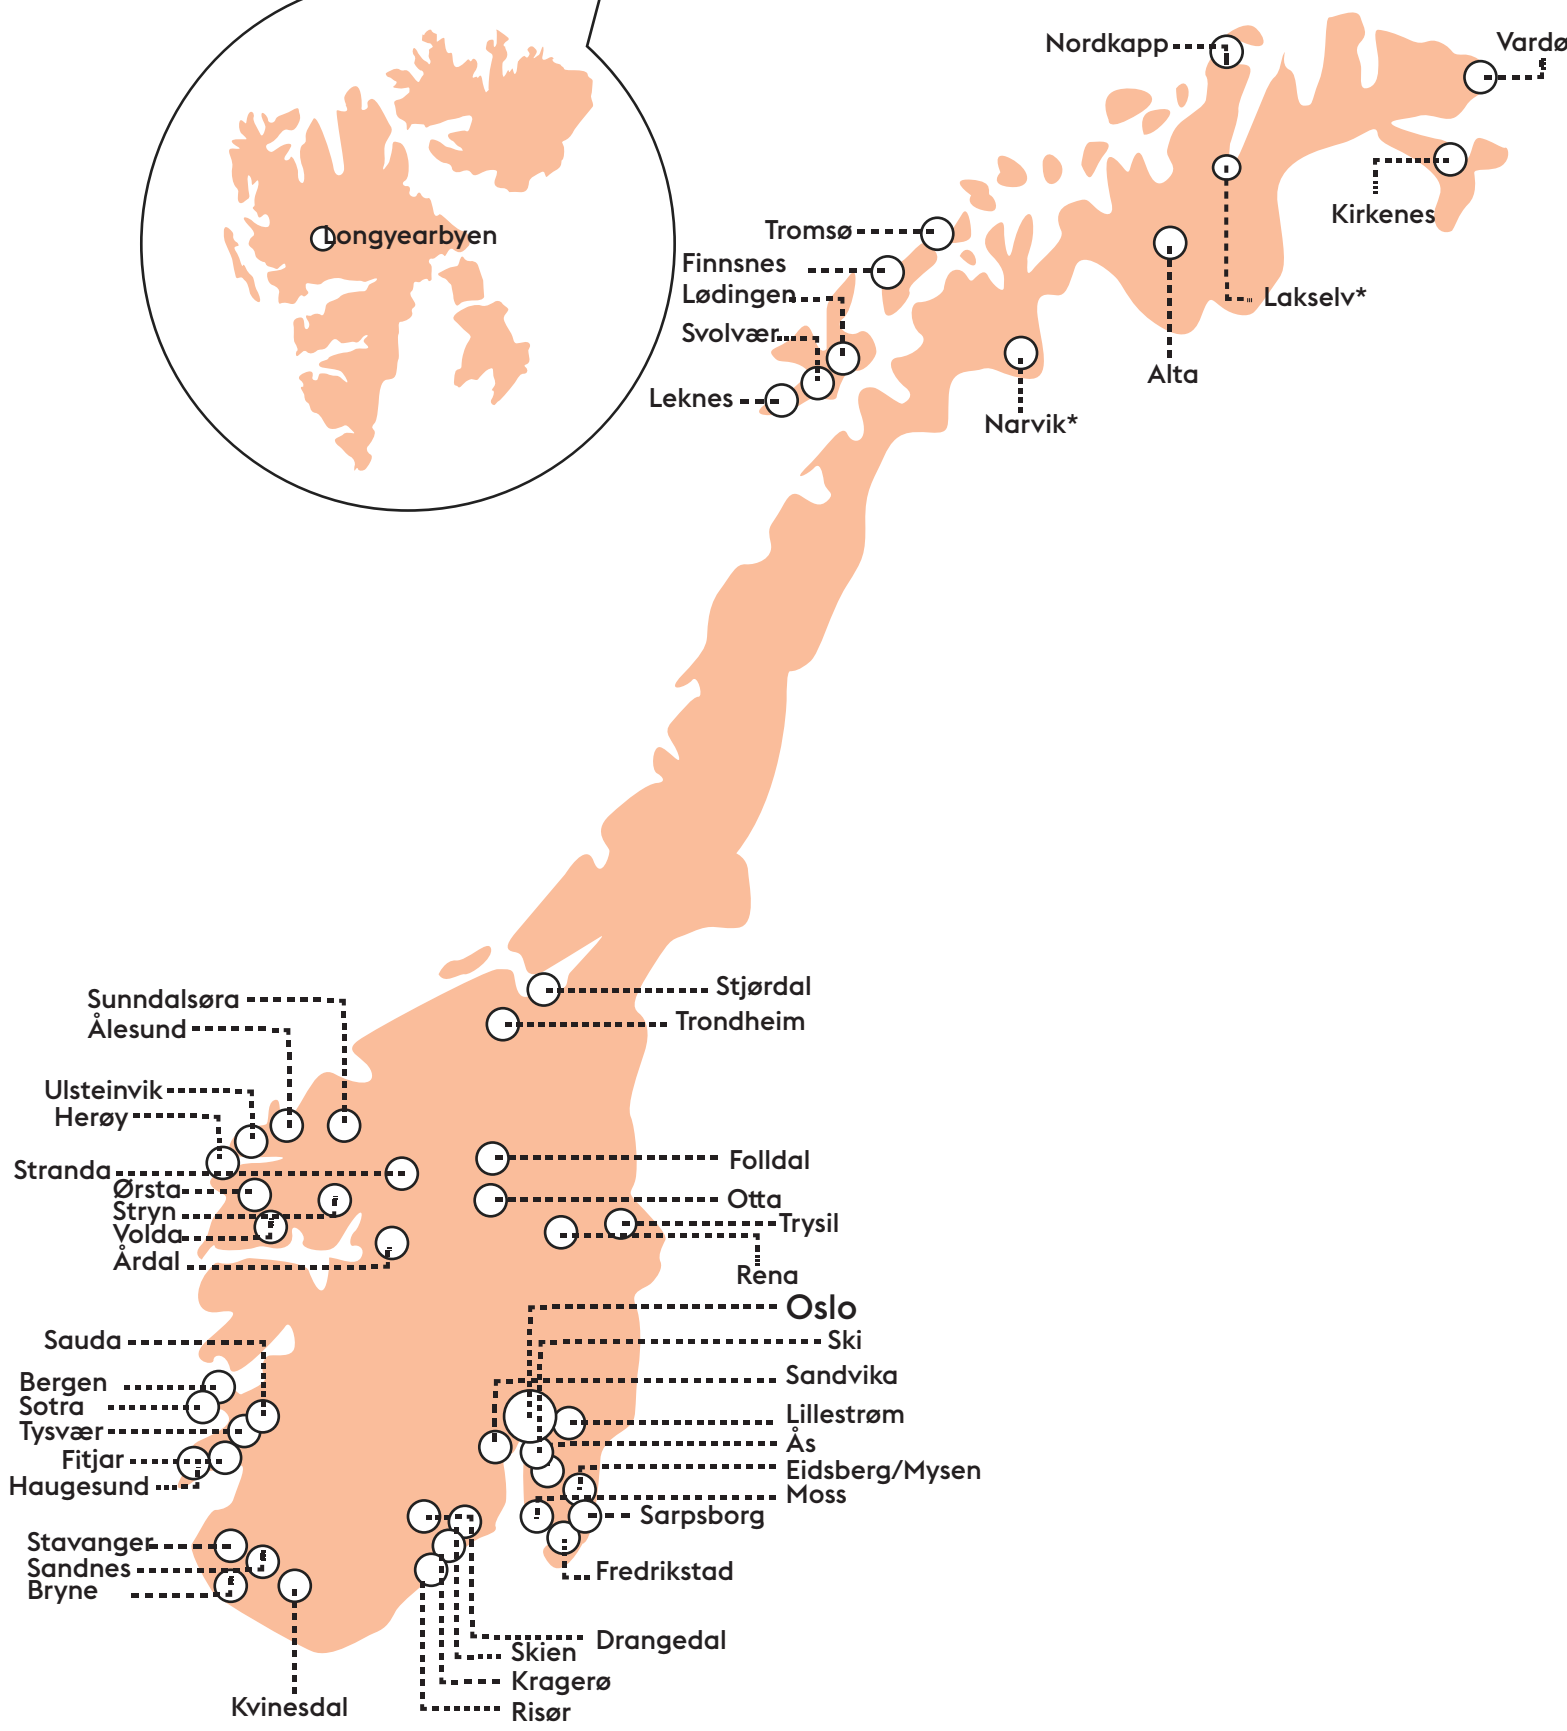 Nordkapp
Vardø
Kirkenes
Longyearbyen
Tromsø
Finnsnes
Lødingen
Lakselv*
Svolvær
Alta
Leknes
Narvik*
Stjørdal
Sunndalsøra
Trondheim
Ålesund
Ulsteinvik
Herøy
Folldal
Stranda
Ørsta
Otta
Stryn
Trysil
Volda
Årdal
Rena
Oslo
Sauda
Ski
Sandvika
Bergen
Sotra
Lillestrøm
Tysvær
Ås
Fitjar
Eidsberg/Mysen
Haugesund
Moss
Sarpsborg
Stavanger
Sandnes
Fredrikstad
Bryne
Drangedal
Skien
Kragerø
Kvinesdal
Risør